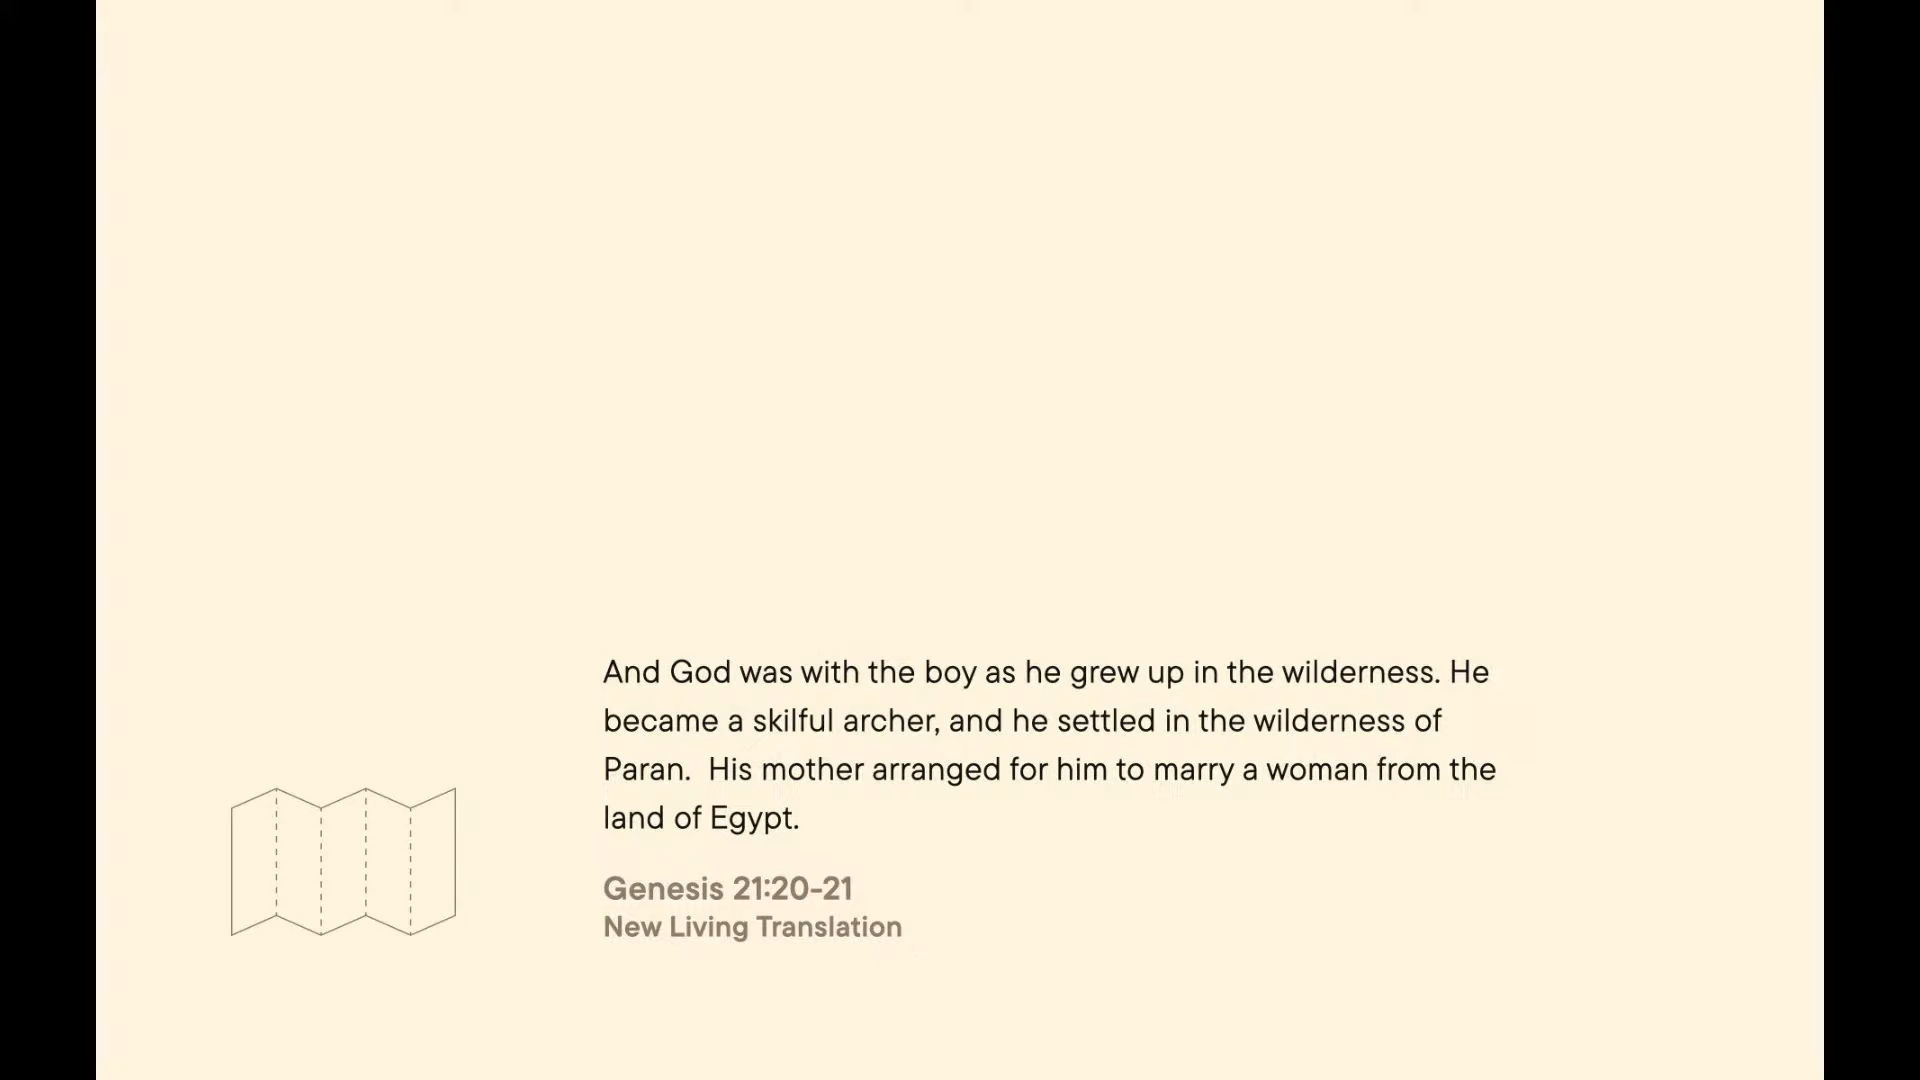 And God was with the boy as he grew up in the wilderness. He
became a skilful archer, and he settled in the wilderness of
Paran.  His mother arranged for him to marry a woman from the
land of Egypt.
Genesis 21:20-21
New Living Translation